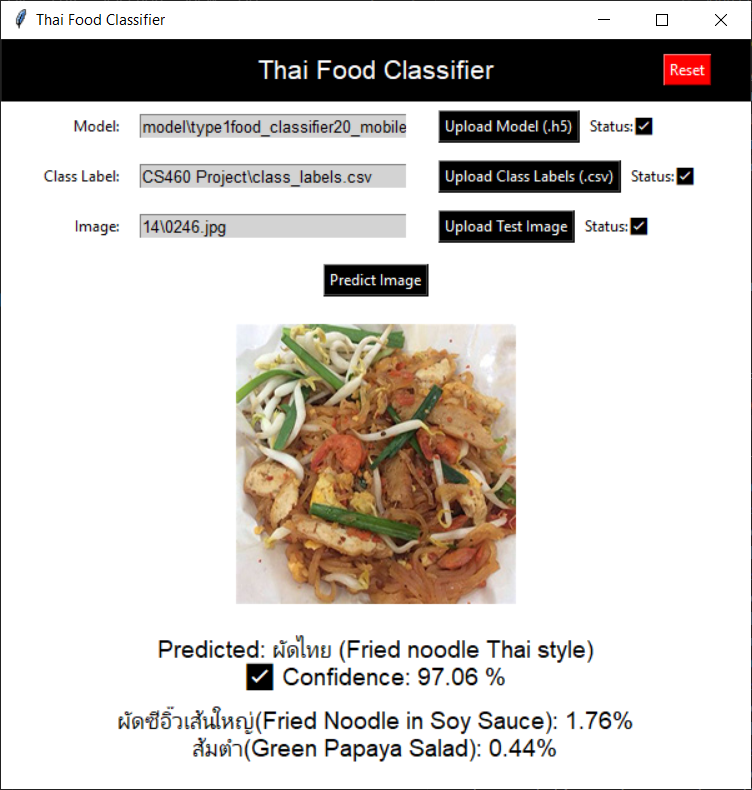 Thai Food Classifier
Thai Food Classifier
Reset
Model:
model\type1food_classifier20_mobile
Upload Model (.h5)
Status:
Class Label:
CS460 Project\class_labels.csv
Upload Class Labels (.csv)
Status:
Image:
14\0246.jpg
Upload Test Image
Status:
Predict Image
Predicted: ผัดไทย (Fried noodle Thai style)
Confidence: 97.06 %
ผัดซีอิ๊วเส้นใหญ่(Fried Noodle in Soy Sauce): 1.76%
ส้มตำ(Green Papaya Salad): 0.44%